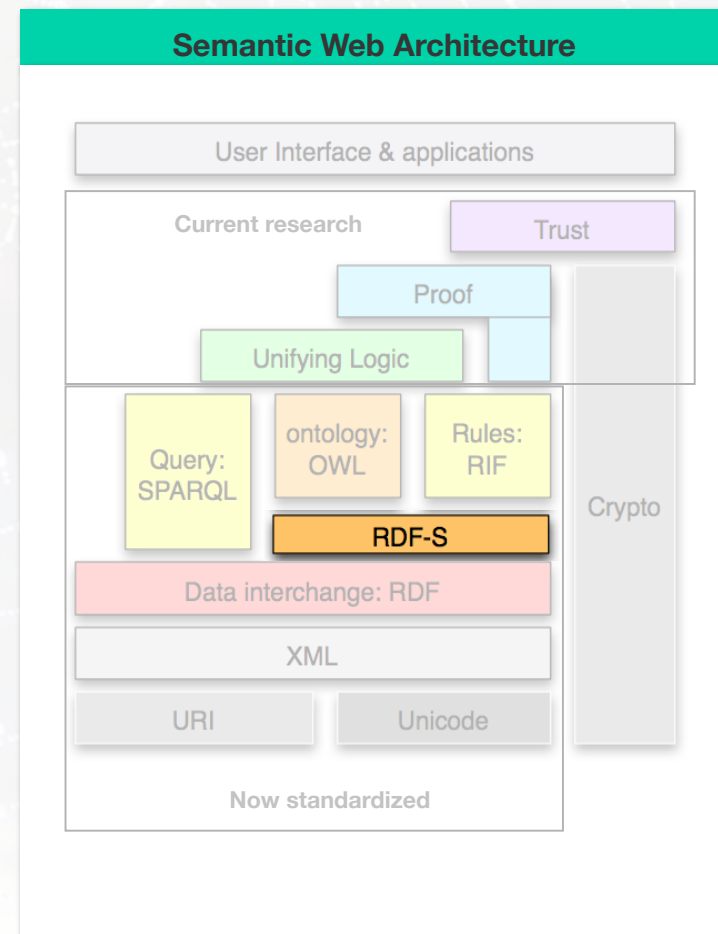 Semantic Web Architecture
User Interface & applications
Current research
Trust
Proof
Unifying Logic
Query:
SPARQL
ontology:
OWL
Rules:
RIF
Crypto
RDF-S
Data interchange: RDF
XML
URI
Unicode
Now standardized